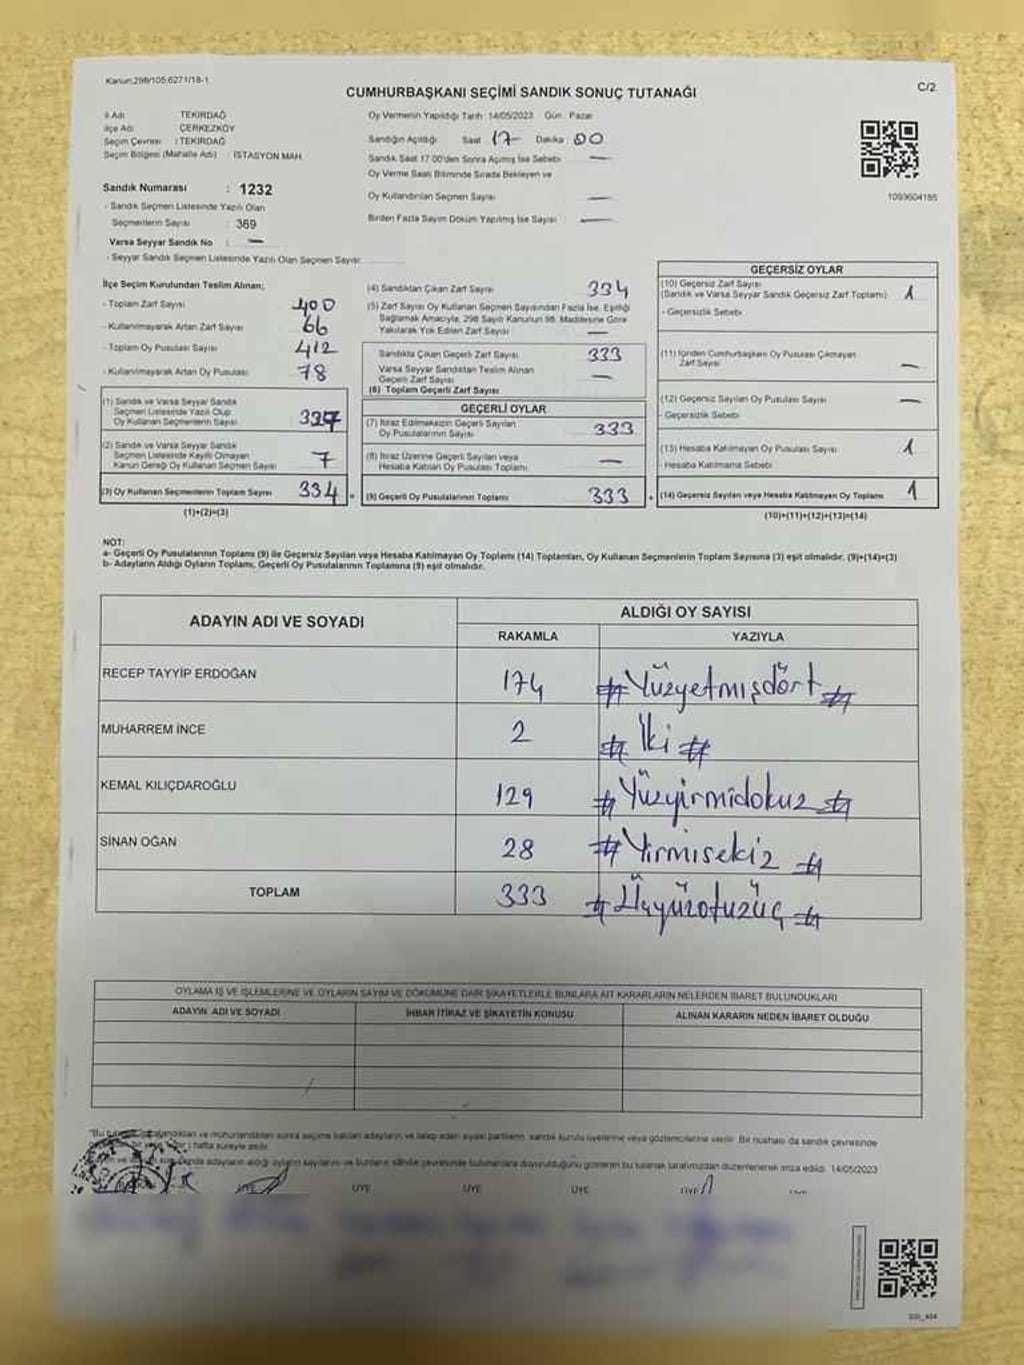 Kanun:298/105,6271/18-1
C/2
CUMHURBAŞKANI SEÇİMİ SANDIK SONUÇ TUTANAĞI
İl Adı : TEKİRDAĞ
İlçe Adı : ÇERKEZKÖY
Seçim Çevresi : TEKİRDAĞ
Seçim Bölgesi (Mahalle Adı) : İSTASYON MAH.
Sandık Numarası : 1232
- Sandık Seçmen Listesinde Yazılı Olan
Seçmenlerin Sayısı : 369
Varsa Seyyar Sandık No : —
- Seyyar Sandık Seçmen Listesinde Yazılı Olan Seçmen Sayısı:
Oy Vermenin Yapıldığı Tarih : 14/05/2023 Gün : Pazar
Sandığın Açıldığı Saat 17 Dakika : 00
Sandık Saat 17.00'den Sonra Açılmış İse Sebebi —
Oy Verme Saati Bitiminde Sırada Bekleyen ve
Oy Kullandırılan Seçmen Sayısı —
Birden Fazla Sayım Döküm Yapılmış İse Sayısı —
1093604185
İlçe Seçim Kurulundan Teslim Alınan;
- Toplam Zarf Sayısı 400
- Kullanılmayarak Artan Zarf Sayısı 66
- Toplam Oy Pusulası Sayısı 412
- Kullanılmayarak Artan Oy Pusulası 78
(1) Sandık ve Varsa Seyyar Sandık
Seçmen Listesinde Yazılı Olup
Oy Kullanan Seçmenlerin Sayısı 327
(2) Sandık ve Varsa Seyyar Sandık
Seçmen Listesinde Kayıtlı Olmayan
Kanun Gereği Oy Kullanan Seçmen Sayısı 7
(3) Oy Kullanan Seçmenlerin Toplam Sayısı 334
(1)+(2)=(3)
(4) Sandıktan Çıkan Zarf Sayısı 334
(5) Zarf Sayısı Oy Kullanan Seçmen Sayısından Fazla İse, Eşitliği
Sağlamak Amacıyla, 298 Sayılı Kanunun 98. Maddesine Göre
Yakılarak Yok Edilen Zarf Sayısı —
Sandıkta Çıkan Geçerli Zarf Sayısı 333
Varsa Seyyar Sandıktan Teslim Alınan
Geçerli Zarf Sayısı —
(6) Toplam Geçerli Zarf Sayısı
GEÇERLİ OYLAR
(7) İtiraz Edilmeksizin Geçerli Sayılan
Oy Pusulalarının Sayısı 333
(8) İtiraz Üzerine Geçerli Sayılan veya
Hesaba Katılan Oy Pusulası Toplamı —
(9) Geçerli Oy Pusulalarının Toplamı 333
GEÇERSİZ OYLAR
(10) Geçersiz Zarf Sayısı
(Sandık ve Varsa Seyyar Sandık Geçersiz Zarf Toplamı) 1
- Geçersizlik Sebebi
(11) İçinden Cumhurbaşkanı Oy Pusulası Çıkmayan
Zarf Sayısı —
(12) Geçersiz Sayılan Oy Pusulası Sayısı —
- Geçersizlik Sebebi
(13) Hesaba Katılmayan Oy Pusulası Sayısı 1
- Hesaba Katılmama Sebebi
(14) Geçersiz Sayılan veya Hesaba Katılmayan Oy Toplamı 1
(10)+(11)+(12)+(13)=(14)
NOT:
a- Geçerli Oy Pusulalarının Toplamı (9) ile Geçersiz Sayılan veya Hesaba Katılmayan Oy Toplamı (14) Toplamları, Oy Kullanan Seçmenlerin Toplam Sayısına (3) eşit olmalıdır. (9)+(14)=(3)
b- Adayların Aldığı Oyların Toplamı, Geçerli Oy Pusulalarının Toplamına (9) eşit olmalıdır.
ADAYIN ADI VE SOYADI ALDIĞI OY SAYISI
RAKAMLA YAZIYLA
RECEP TAYYİP ERDOĞAN 174 # Yüzyetmişdört #
MUHARREM İNCE 2 # İki #
KEMAL KILIÇDAROĞLU 129 # Yüzyirmidokuz #
SİNAN OĞAN 28 # Yirmisekiz #
TOPLAM 333 # Üçyüzotuzüç #
OYLAMA İŞ VE İŞLEMLERİNE VE OYLARIN SAYIM VE DÖKÜMÜNE DAİR ŞİKAYETLERLE BUNLARA AİT KARARLARIN NELERDEN İBARET BULUNDUKLARI
ADAYIN ADI VE SOYADI İHBAR İTİRAZ VE ŞİKAYETİN KONUSU ALINAN KARARIN NEDEN İBARET OLDUĞU
ve mühürlendikten sonra seçime katılan adayların ve talep eden siyasi partilerin sandık kurulu üyelerine veya gözlemcilerine verilir. Bir nüshası da sandık çevresinde
hafta süreyle asılır.
adayların aldığı oyların sayılarını ve bunların sandık çevresinde bulunanlara duyurulduğunu gösteren bu tutanak tarafımızdan düzenlenerek imza edildi. 14/05/2023
ÜYE ÜYE ÜYE ÜYE ÜYE